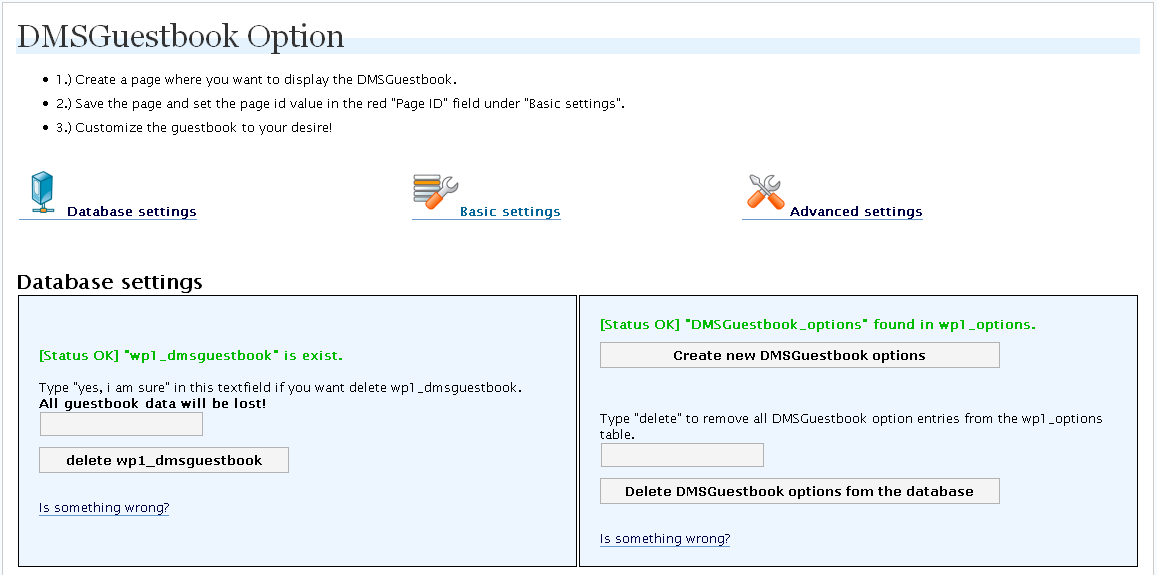 DMSGuestbook Option
• 1.) Create a page where you want to display the DMSGuestbook.
• 2.) Save the page and set the page id value in the red "Page ID" field under "Basic settings".
• 3.) Customize the guestbook to your desire!
Database settings
Basic settings
Advanced settings
Database settings
[Status OK] "wp1_dmsguestbook" is exist.
Type "yes, i am sure" in this textfield if you want delete wp1_dmsguestbook.
All guestbook data will be lost!
delete wp1_dmsguestbook
Is something wrong?
[Status OK] "DMSGuestbook_options" found in wp1_options.
Create new DMSGuestbook options
Type "delete" to remove all DMSGuestbook option entries from the wp1_options
table.
Delete DMSGuestbook options fom the database
Is something wrong?